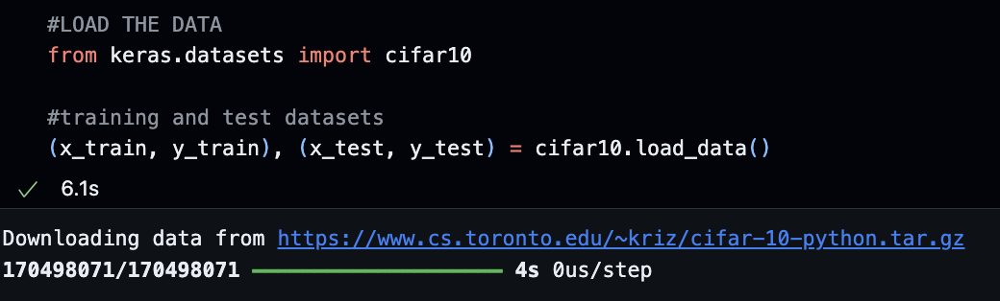 #LOAD THE DATA
from keras.datasets import cifar10
#training and test datasets
(x_train, y_train), (x_test, y_test) = cifar10.load_data()
6.1s
Downloading data from https://www.cs.toronto.edu/~kriz/cifar-10-python.tar.gz
170498071/170498071 ━━━━━━━━━━━━━━━━━━━━ 4s 0us/step